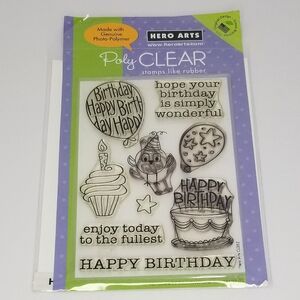 Made with
Genuine
Photo-Polymer
HERO ARTS
www.heroarts.com
Poly CLEAR
stamps like rubber
Birthday
Happy Birth
day Happy
hope your
birthday
is simply
wonderful
HAPPY
BIRTHDAY
enjoy today
to the fullest
HAPPY BIRTHDAY